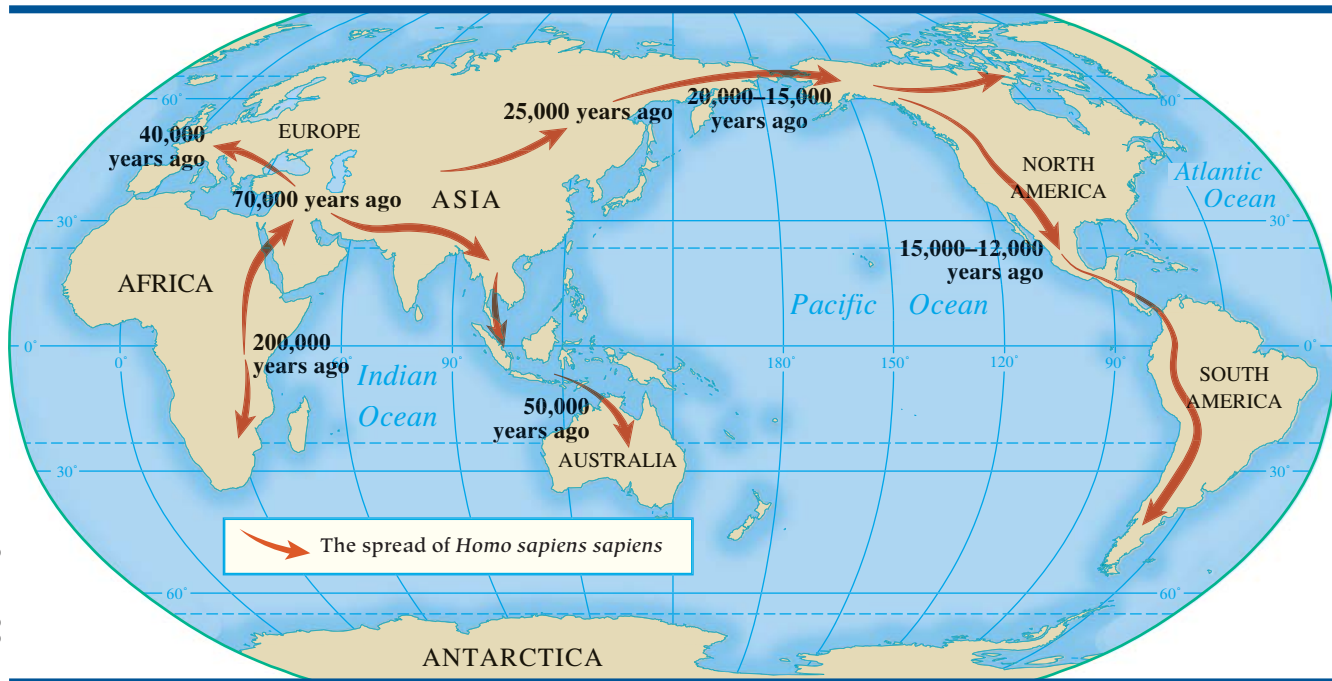 60°
60°
20,000–15,000
years ago
25,000 years ago
40,000
years ago
EUROPE
NORTH
AMERICA
Atlantic
Ocean
70,000 years ago
ASIA
30°
30°
15,000–12,000
years ago
AFRICA
Pacific Ocean
200,000
years ago
0°
0°
0°
60°
90°
180°
150°
120°
90°
Indian
Ocean
SOUTH
AMERICA
50,000
years ago
AUSTRALIA
30°
30°
The spread of Homo sapiens sapiens
60°
60°
ANTARCTICA